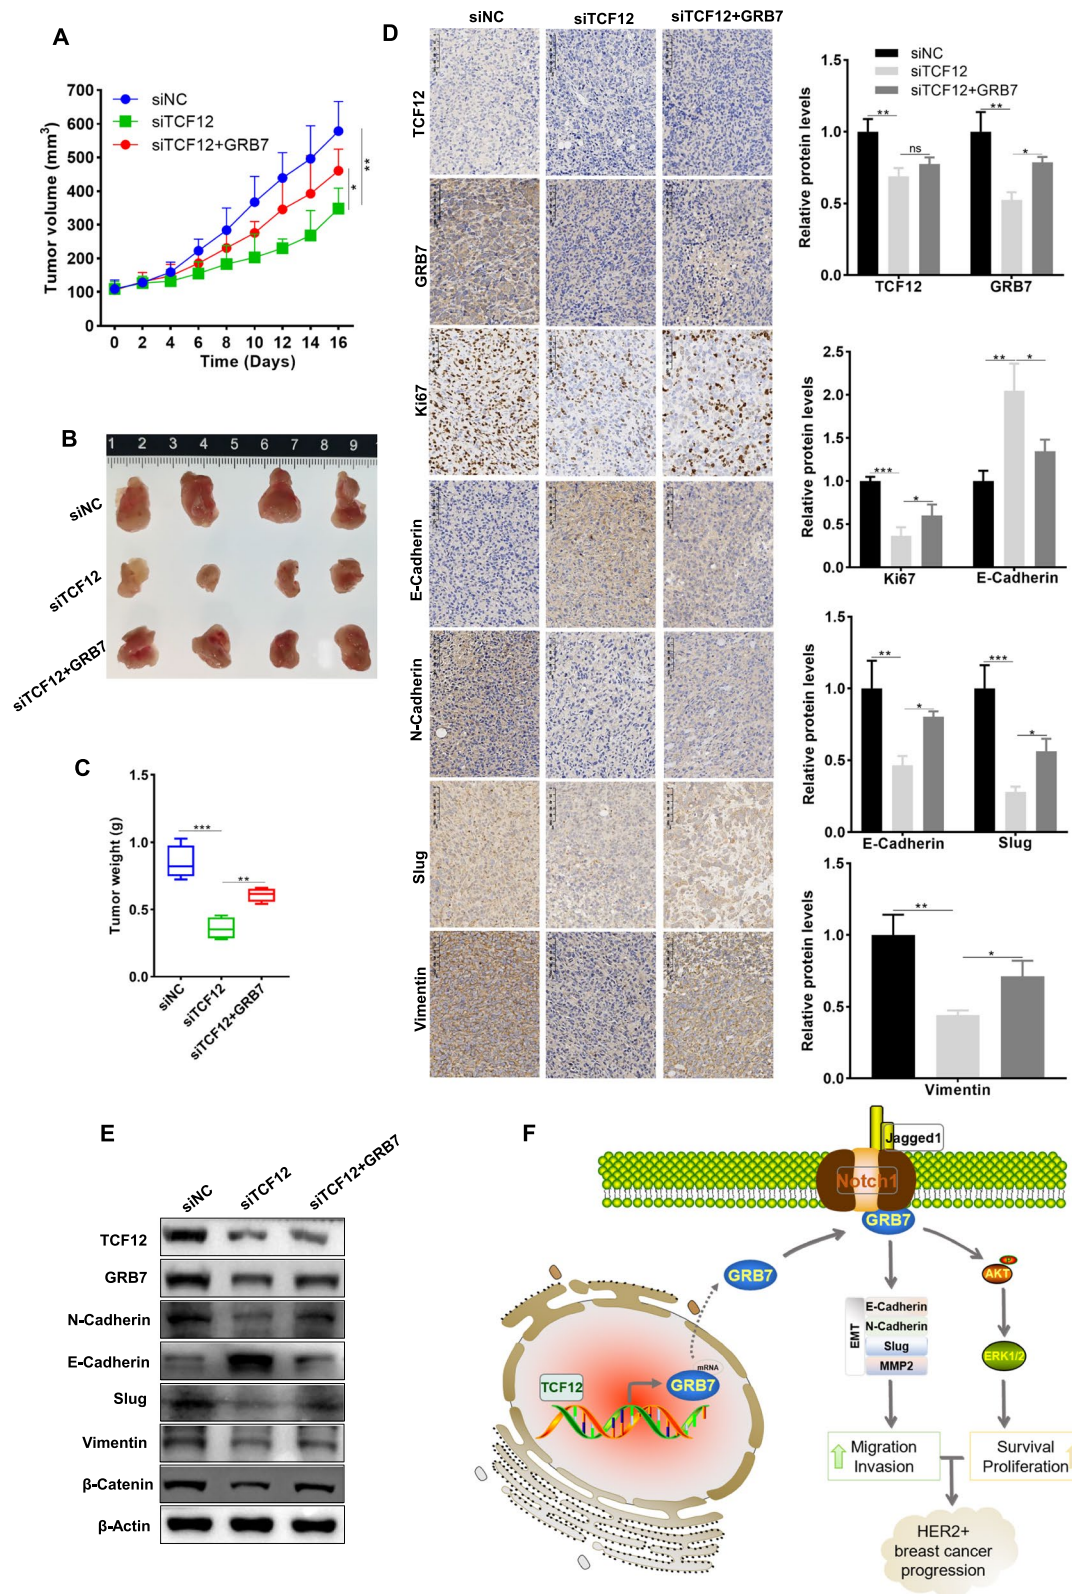 A
700
600
500
400
300
200
100
0
Tumor volume (mm³)
siNC
siTCF12
siTCF12+GRB7
*
**
0 2 4 6 8 10 12 14 16
Time (Days)
B
1 2 3 4 5 6 7 8 9
siNC
siTCF12
siTCF12+GRB7
C
1.5
1.0
0.5
0.0
Tumor weight (g)
***
**
siNC
siTCF12
siTCF12+GRB7
D
siNC siTCF12 siTCF12+GRB7
TCF12
GRB7
Ki67
E-Cadherin
N-Cadherin
Slug
Vimentin
siNC
siTCF12
siTCF12+GRB7
Relative protein levels
1.0
0.5
0.0
** ns ** *
TCF12 GRB7
Relative protein levels
2.5
2.0
1.5
1.0
0.5
0.0
*** * ** *
Ki67 E-Cadherin
Relative protein levels
1.5
1.0
0.5
0.0
** * *** *
E-Cadherin Slug
Relative protein levels
1.5
1.0
0.5
0.0
** *
Vimentin
E
siNC siTCF12 siTCF12+GRB7
TCF12
GRB7
N-Cadherin
E-Cadherin
Slug
Vimentin
β-Catenin
β-Actin
F
Jagged1
Notch1
GRB7
GRB7
AKT
EMT
E-Cadherin
N-Cadherin
Slug
MMP2
ERK1/2
mRNA
TCF12
GRB7
Migration
Invasion
Survival
Proliferation
HER2+
breast cancer
progression